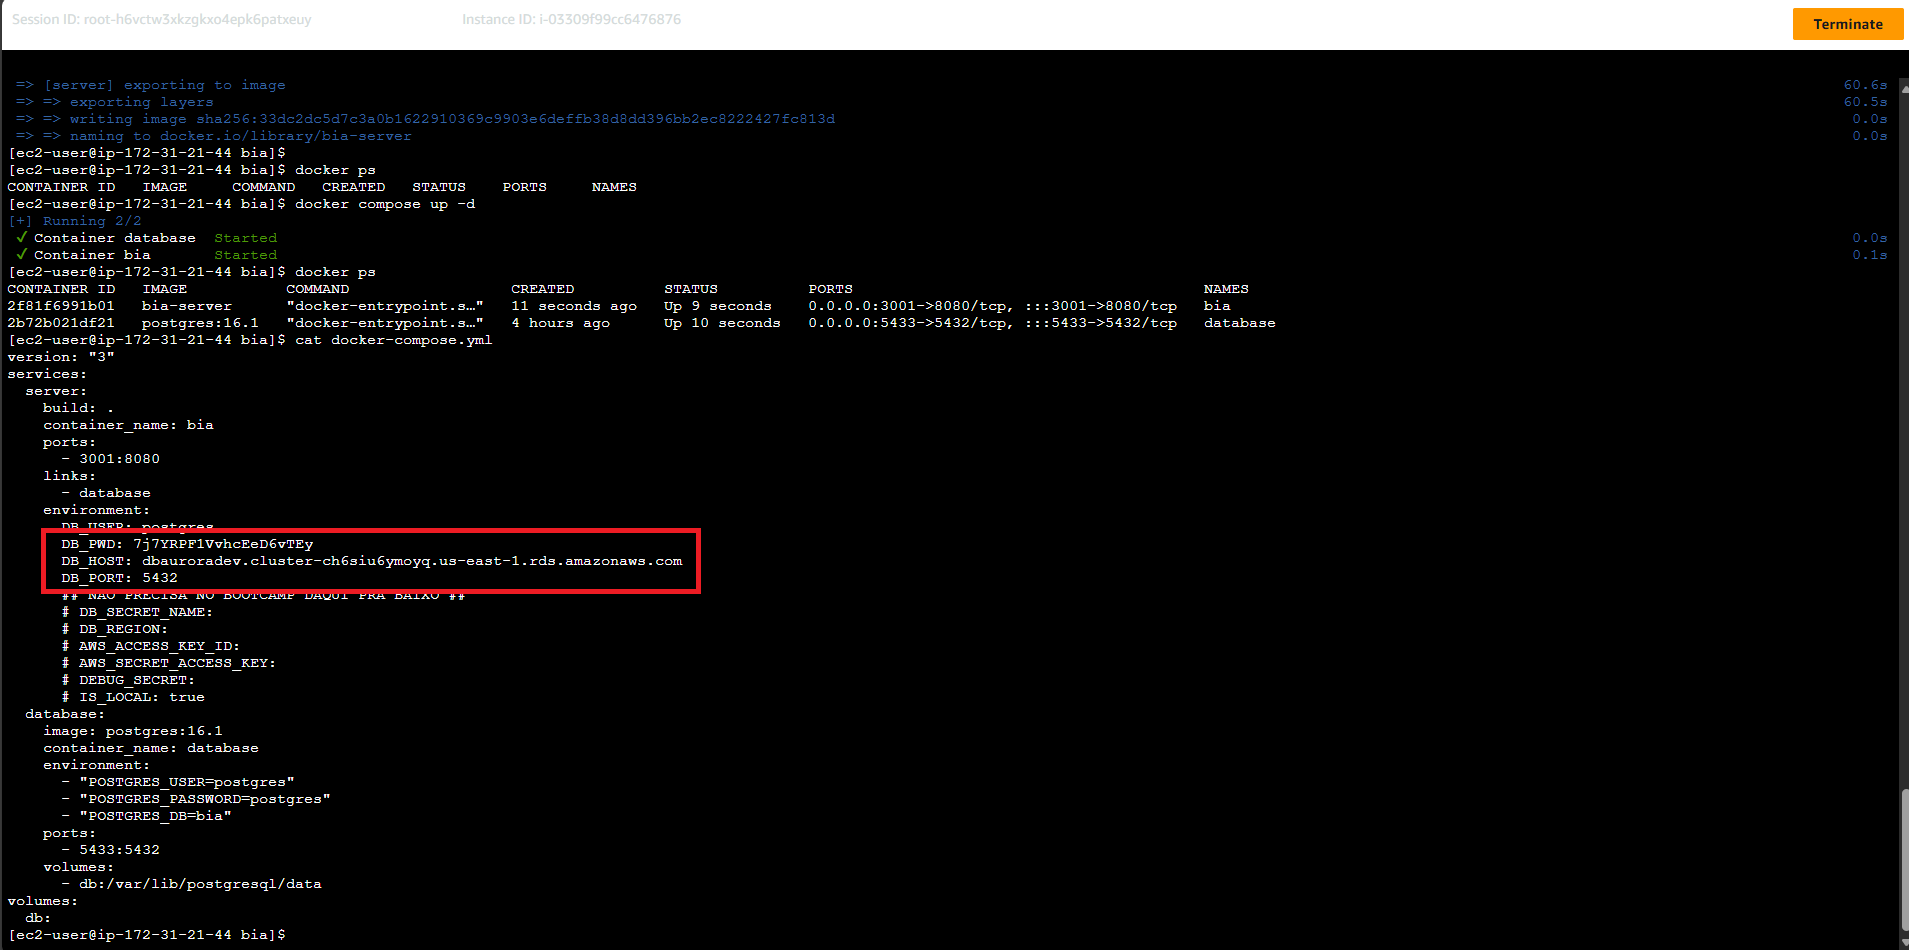 Session ID: root-h6vctw3xkzgkxo4epk6patxeuy Instance ID: i-03309f99cc6476876 Terminate
=> [server] exporting to image 60.6s
=> => exporting layers 60.5s
=> => writing image sha256:33dc2dc5d7c3a0b1622910369c9903e6deffb38d8dd396bb2ec8222427fc813d 0.0s
=> => naming to docker.io/library/bia-server 0.0s
[ec2-user@ip-172-31-21-44 bia]$
[ec2-user@ip-172-31-21-44 bia]$ docker ps
CONTAINER ID IMAGE COMMAND CREATED STATUS PORTS NAMES
[ec2-user@ip-172-31-21-44 bia]$ docker compose up -d
[+] Running 2/2
✓ Container database Started 0.0s
✓ Container bia Started 0.1s
[ec2-user@ip-172-31-21-44 bia]$ docker ps
CONTAINER ID IMAGE COMMAND CREATED STATUS PORTS NAMES
2f81f6991b01 bia-server "docker-entrypoint.s…" 11 seconds ago Up 9 seconds 0.0.0.0:3001->8080/tcp, :::3001->8080/tcp bia
2b72b021df21 postgres:16.1 "docker-entrypoint.s…" 4 hours ago Up 10 seconds 0.0.0.0:5433->5432/tcp, :::5433->5432/tcp database
[ec2-user@ip-172-31-21-44 bia]$ cat docker-compose.yml
version: "3"
services:
  server:
    build: .
    container_name: bia
    ports:
      - 3001:8080
    links:
      - database
    environment:
      DB_USER: postgres
      DB_PWD: 7j7YRPF1VvhcEeD6vTEy
      DB_HOST: dbauroradev.cluster-ch6siu6ymoyq.us-east-1.rds.amazonaws.com
      DB_PORT: 5432
      ## NAO PRECISA NO BOOTCAMP DAQUI PRA BAIXO ##
      # DB_SECRET_NAME:
      # DB_REGION:
      # AWS_ACCESS_KEY_ID:
      # AWS_SECRET_ACCESS_KEY:
      # DEBUG_SECRET:
      # IS_LOCAL: true
  database:
    image: postgres:16.1
    container_name: database
    environment:
      - "POSTGRES_USER=postgres"
      - "POSTGRES_PASSWORD=postgres"
      - "POSTGRES_DB=bia"
    ports:
      - 5433:5432
    volumes:
      - db:/var/lib/postgresql/data
volumes:
  db:
[ec2-user@ip-172-31-21-44 bia]$